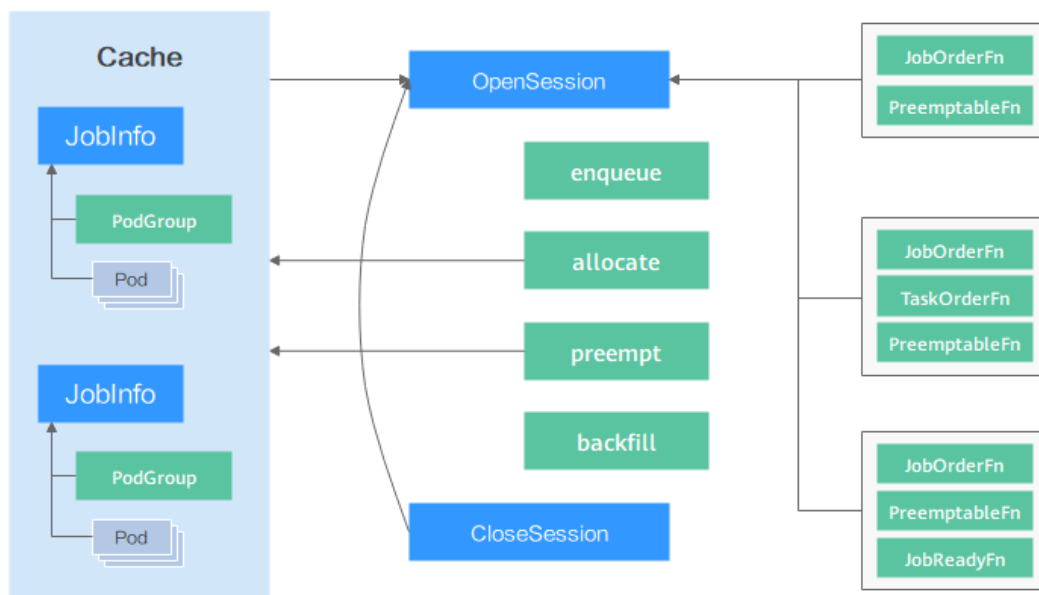 Cache
JobInfo
PodGroup
Pod
JobInfo
PodGroup
Pod
OpenSession
enqueue
allocate
preempt
backfill
CloseSession
JobOrderFn
PreemptableFn
JobOrderFn
TaskOrderFn
PreemptableFn
JobOrderFn
PreemptableFn
JobReadyFn